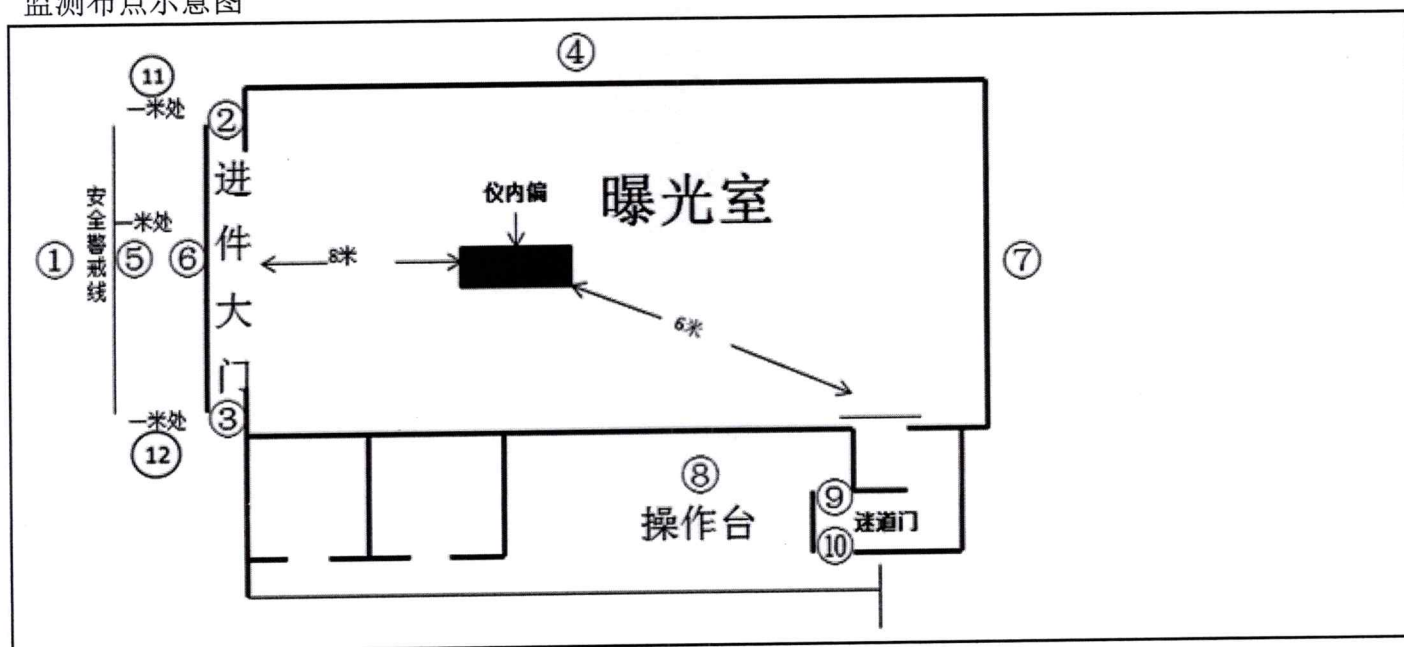 监测布点示意图
④
11
一米处
②
进件大门
安全警戒线
一米处
①
⑤
⑥
8米
仪内偏
曝光室
6米
⑦
③
一米处
12
⑧
操作台
⑨
迷道门
⑩